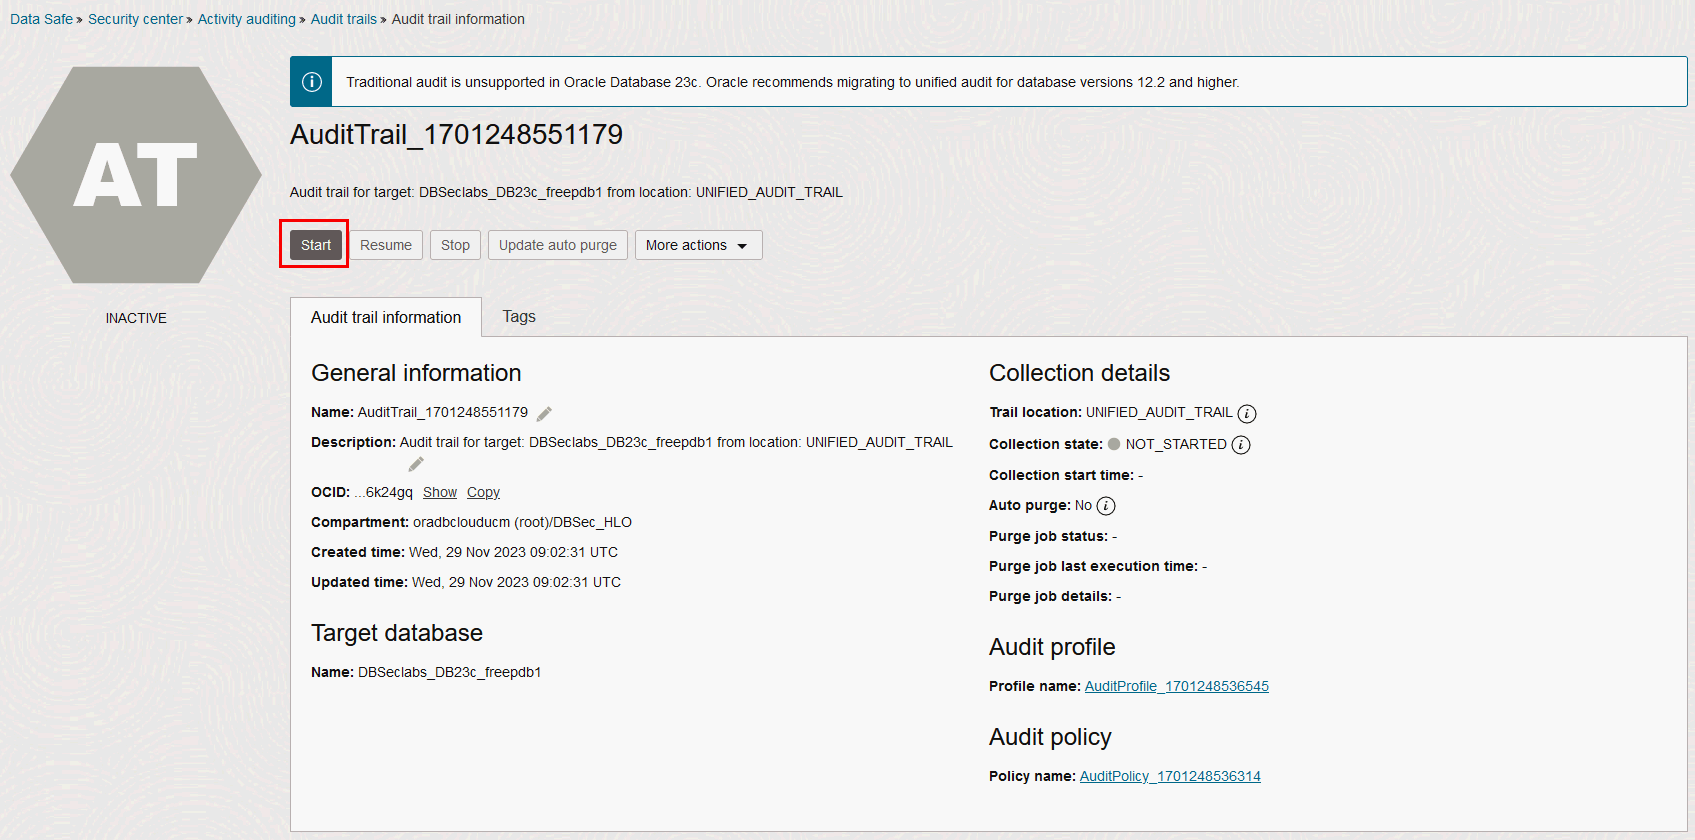 Data Safe » Security center » Activity auditing » Audit trails » Audit trail information
Traditional audit is unsupported in Oracle Database 23c. Oracle recommends migrating to unified audit for database versions 12.2 and higher.
AT
INACTIVE
AuditTrail_1701248551179
Audit trail for target: DBSeclabs_DB23c_freepdb1 from location: UNIFIED_AUDIT_TRAIL
Start Resume Stop Update auto purge More actions
Audit trail information Tags
General information
Name: AuditTrail_1701248551179
Description: Audit trail for target: DBSeclabs_DB23c_freepdb1 from location: UNIFIED_AUDIT_TRAIL
OCID: ...6k24gq Show Copy
Compartment: oradbclouducm (root)/DBSec_HLO
Created time: Wed, 29 Nov 2023 09:02:31 UTC
Updated time: Wed, 29 Nov 2023 09:02:31 UTC
Target database
Name: DBSeclabs_DB23c_freepdb1
Collection details
Trail location: UNIFIED_AUDIT_TRAIL
Collection state: NOT_STARTED
Collection start time: -
Auto purge: No
Purge job status: -
Purge job last execution time: -
Purge job details: -
Audit profile
Profile name: AuditProfile_1701248536545
Audit policy
Policy name: AuditPolicy_1701248536314